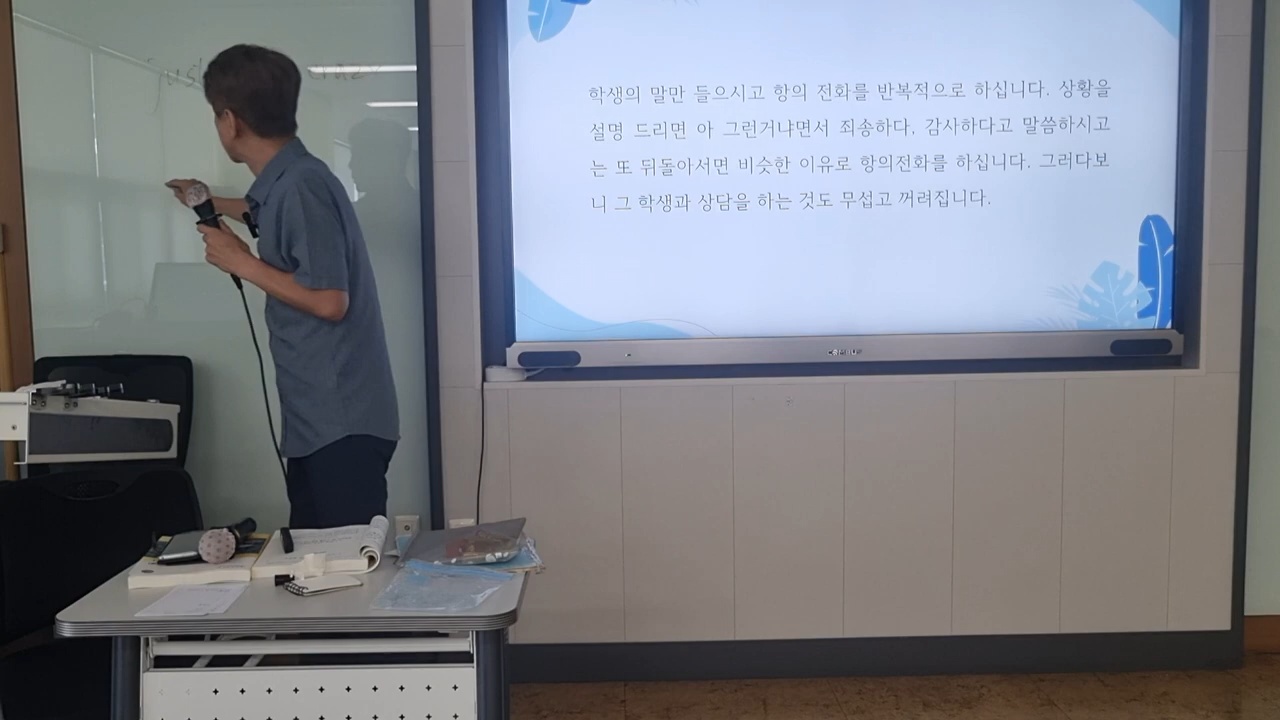 just crazy
학생의 말만 들으시고 항의 전화를 반복적으로 하십니다. 상황을
설명 드리면 아 그런거냐면서 죄송하다, 감사하다고 말씀하시고
는 또 뒤돌아서면 비슷한 이유로 항의전화를 하십니다. 그러다보
니 그 학생과 상담을 하는 것도 무섭고 꺼려집니다.